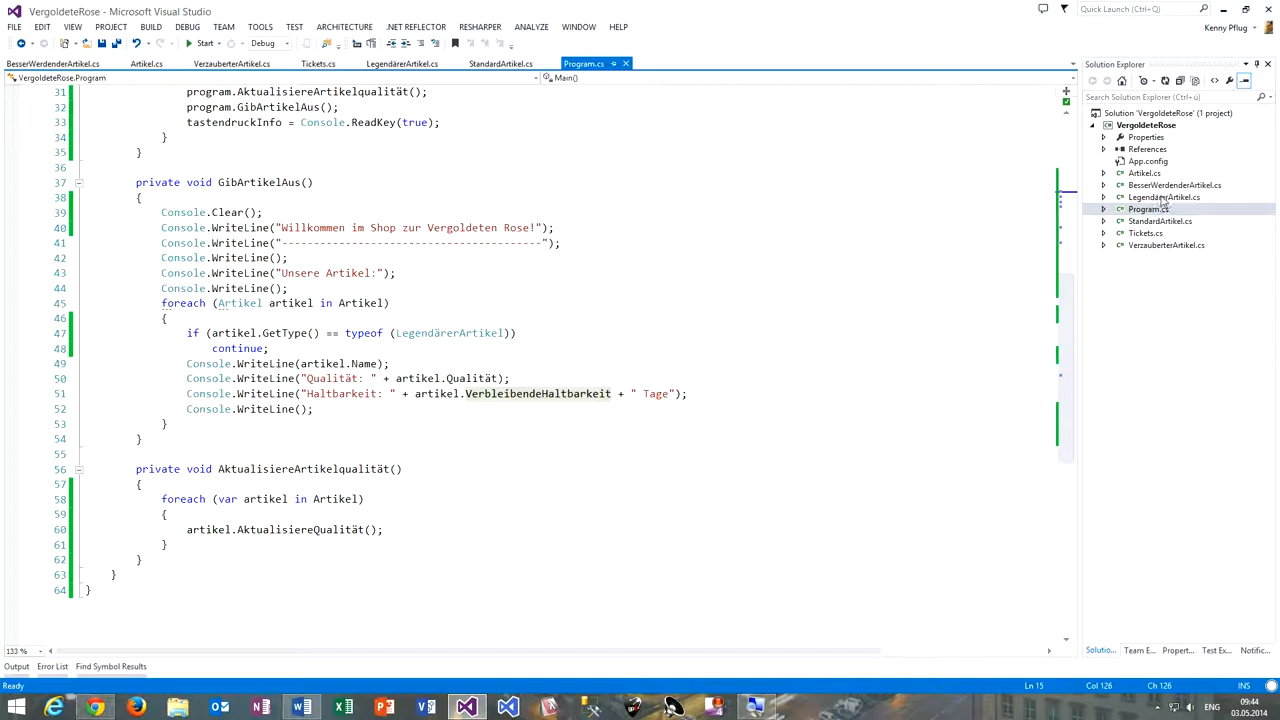 VergoldeteRose - Microsoft Visual Studio
Quick Launch (Ctrl+Q)
FILE EDIT VIEW PROJECT BUILD DEBUG TEAM TOOLS TEST ARCHITECTURE .NET REFLECTOR RESHARPER ANALYZE WINDOW HELP
Kenny Pflug
Start Debug
BesserWerdenderArtikel.cs Artikel.cs VerzauberterArtikel.cs Tickets.cs LegendärerArtikel.cs StandardArtikel.cs Program.cs
VergoldeteRose.Program Main()
31 program.AktualisiereArtikelqualität();
32 program.GibArtikelAus();
33 tastendruckInfo = Console.ReadKey(true);
34 }
35 }
36
37 private void GibArtikelAus()
38 {
39 Console.Clear();
40 Console.WriteLine("Willkommen im Shop zur Vergoldeten Rose!");
41 Console.WriteLine("----------------------------------------");
42 Console.WriteLine();
43 Console.WriteLine("Unsere Artikel:");
44 Console.WriteLine();
45 foreach (Artikel artikel in Artikel)
46 {
47 if (artikel.GetType() == typeof (LegendärerArtikel))
48 continue;
49 Console.WriteLine(artikel.Name);
50 Console.WriteLine("Qualität: " + artikel.Qualität);
51 Console.WriteLine("Haltbarkeit: " + artikel.VerbleibendeHaltbarkeit + " Tage");
52 Console.WriteLine();
53 }
54 }
55
56 private void AktualisiereArtikelqualität()
57 {
58 foreach (var artikel in Artikel)
59 {
60 artikel.AktualisiereQualität();
61 }
62 }
63 }
64 }
Solution Explorer
Search Solution Explorer (Ctrl+ü)
Solution 'VergoldeteRose' (1 project)
VergoldeteRose
Properties
References
App.config
Artikel.cs
BesserWerdenderArtikel.cs
LegendärerArtikel.cs
Program.cs
StandardArtikel.cs
Tickets.cs
VerzauberterArtikel.cs
133 %
Solutio... Team E... Propert... Test Ex... Notific...
Output Error List Find Symbol Results
Ready Ln 15 Col 126 Ch 126 INS
ENG
09:44
03.05.2014